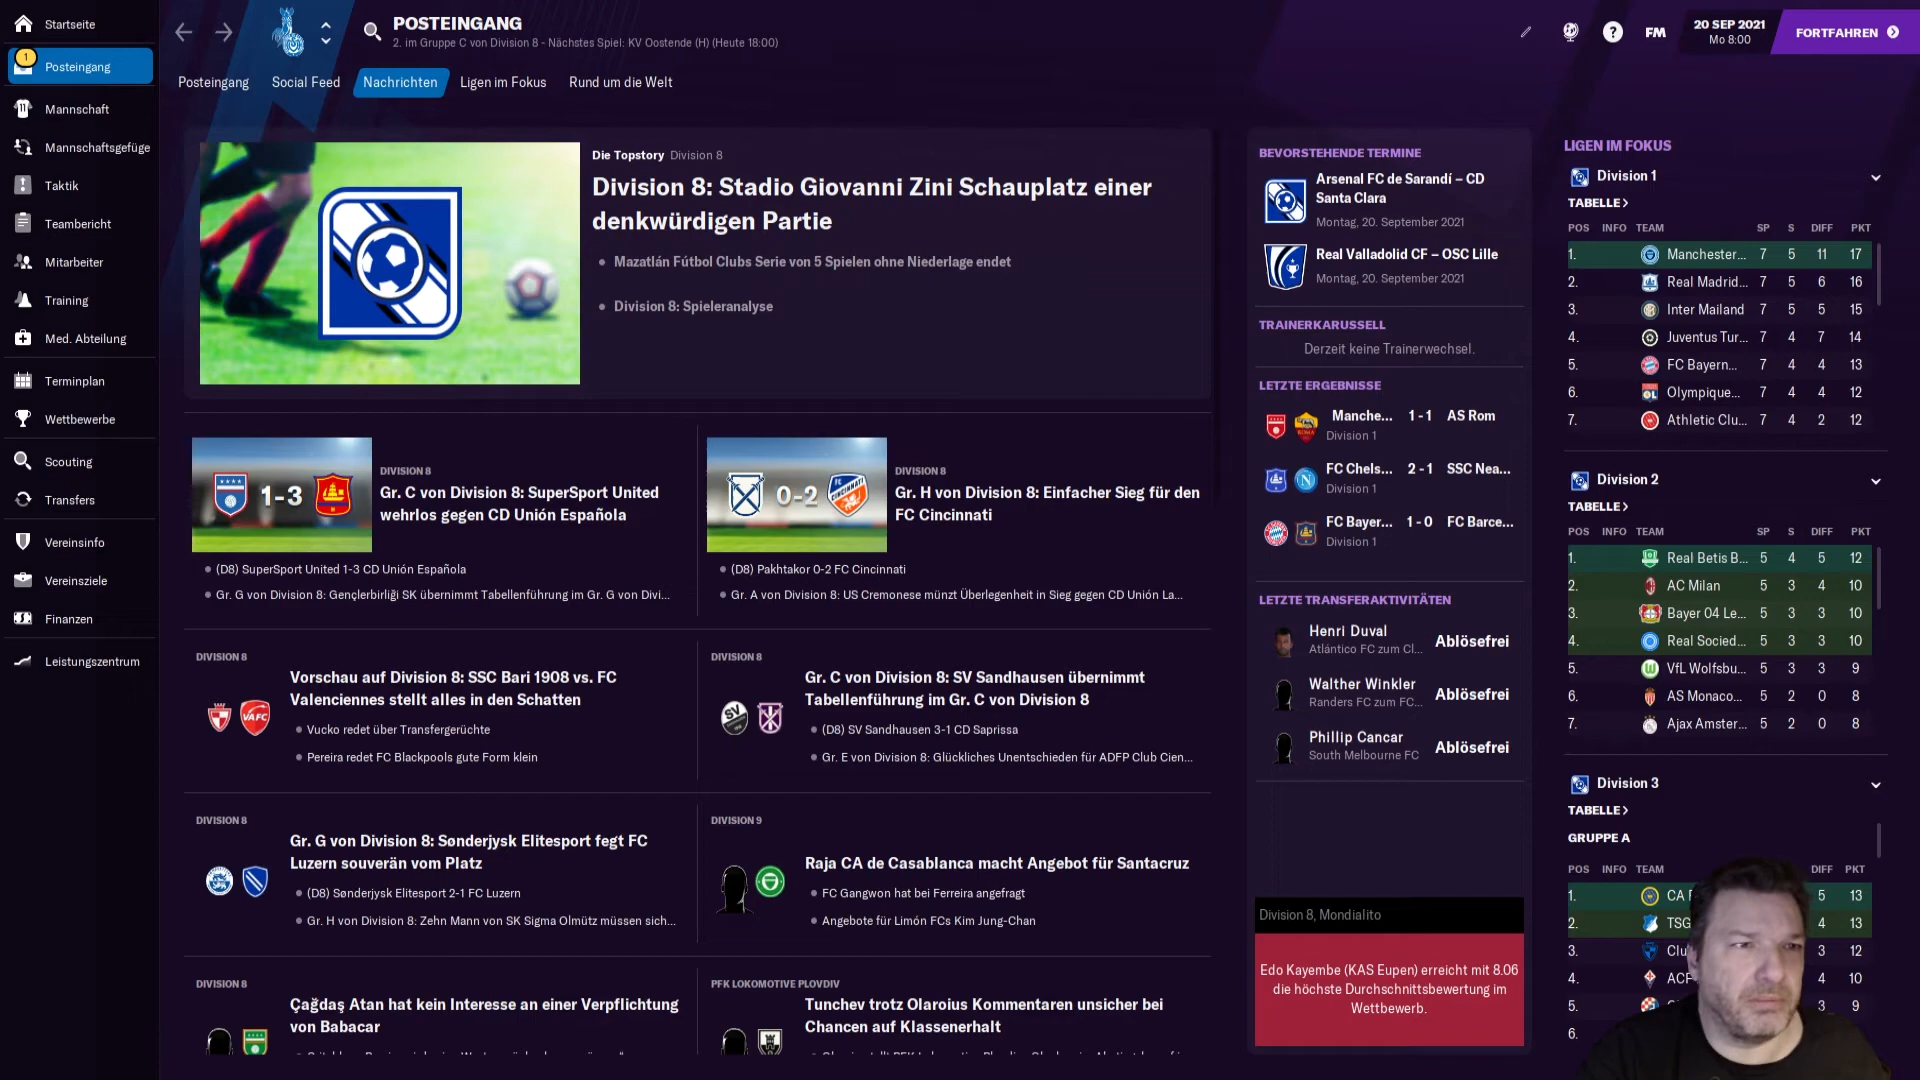 Startseite
1
Posteingang
Mannschaft
Mannschaftsgefüge
Taktik
Teambericht
Mitarbeiter
Training
Med. Abteilung
Terminplan
Wettbewerbe
Scouting
Transfers
Vereinsinfo
Vereinsziele
Finanzen
Leistungszentrum
POSTEINGANG
2. im Gruppe C von Division 8 - Nächstes Spiel: KV Oostende (H) (Heute 18:00)
FM
20 SEP 2021
Mo 8:00
FORTFAHREN
Posteingang
Social Feed
Nachrichten
Ligen im Fokus
Rund um die Welt
Die Topstory Division 8
Division 8: Stadio Giovanni Zini Schauplatz einer
denkwürdigen Partie
Mazatlán Fútbol Clubs Serie von 5 Spielen ohne Niederlage endet
Division 8: Spieleranalyse
1-3
DIVISION 8
Gr. C von Division 8: SuperSport United
wehrlos gegen CD Unión Española
(D8) SuperSport United 1-3 CD Unión Española
Gr. G von Division 8: Gençlerbirliği SK übernimmt Tabellenführung im Gr. G von Divi...
0-2
DIVISION 8
Gr. H von Division 8: Einfacher Sieg für den
FC Cincinnati
(D8) Pakhtakor 0-2 FC Cincinnati
Gr. A von Division 8: US Cremonese münzt Überlegenheit in Sieg gegen CD Unión La...
DIVISION 8
Vorschau auf Division 8: SSC Bari 1908 vs. FC
Valenciennes stellt alles in den Schatten
Vucko redet über Transfergerüchte
Pereira redet FC Blackpools gute Form klein
DIVISION 8
Gr. C von Division 8: SV Sandhausen übernimmt
Tabellenführung im Gr. C von Division 8
(D8) SV Sandhausen 3-1 CD Saprissa
Gr. E von Division 8: Glückliches Unentschieden für ADFP Club Cien...
DIVISION 8
Gr. G von Division 8: Sønderjysk Elitesport fegt FC
Luzern souverän vom Platz
(D8) Sønderjysk Elitesport 2-1 FC Luzern
Gr. H von Division 8: Zehn Mann von SK Sigma Olmütz müssen sich...
DIVISION 9
Raja CA de Casablanca macht Angebot für Santacruz
FC Gangwon hat bei Ferreira angefragt
Angebote für Limón FCs Kim Jung-Chan
DIVISION 8
Çağdaş Atan hat kein Interesse an einer Verpflichtung
von Babacar
PFK LOKOMOTIVE PLOVDIV
Tunchev trotz Olaroius Kommentaren unsicher bei
Chancen auf Klassenerhalt
BEVORSTEHENDE TERMINE
Arsenal FC de Sarandí – CD
Santa Clara
Montag, 20. September 2021
Real Valladolid CF – OSC Lille
Montag, 20. September 2021
TRAINERKARUSSELL
Derzeit keine Trainerwechsel.
LETZTE ERGEBNISSE
Manche... 1 - 1 AS Rom
Division 1
FC Chels... 2 - 1 SSC Nea...
Division 1
FC Bayer... 1 - 0 FC Barce...
Division 1
LETZTE TRANSFERAKTIVITÄTEN
Henri Duval
Atlántico FC zum Cl...
Ablösefrei
Walther Winkler
Randers FC zum FC...
Ablösefrei
Phillip Cancar
South Melbourne FC
Ablösefrei
Division 8, Mondialito
Edo Kayembe (KAS Eupen) erreicht mit 8.06
die höchste Durchschnittsbewertung im
Wettbewerb.
LIGEN IM FOKUS
Division 1
TABELLE
POS INFO TEAM SP S DIFF PKT
1. Manchester... 7 5 11 17
2. Real Madrid... 7 5 6 16
3. Inter Mailand 7 5 5 15
4. Juventus Tur... 7 4 7 14
5. FC Bayern... 7 4 4 13
6. Olympique... 7 4 4 12
7. Athletic Clu... 7 4 2 12
Division 2
TABELLE
POS INFO TEAM SP S DIFF PKT
1. Real Betis B... 5 4 5 12
2. AC Milan 5 3 4 10
3. Bayer 04 Le... 5 3 3 10
4. Real Socied... 5 3 3 10
5. VfL Wolfsbu... 5 3 3 9
6. AS Monaco... 5 2 0 8
7. Ajax Amster... 5 2 0 8
Division 3
TABELLE
GRUPPE A
POS INFO TEAM DIFF PKT
1. CA 5 13
2. TSG 4 13
3. Clu 3 12
4. ACF 4 10
5. 3 9
6.